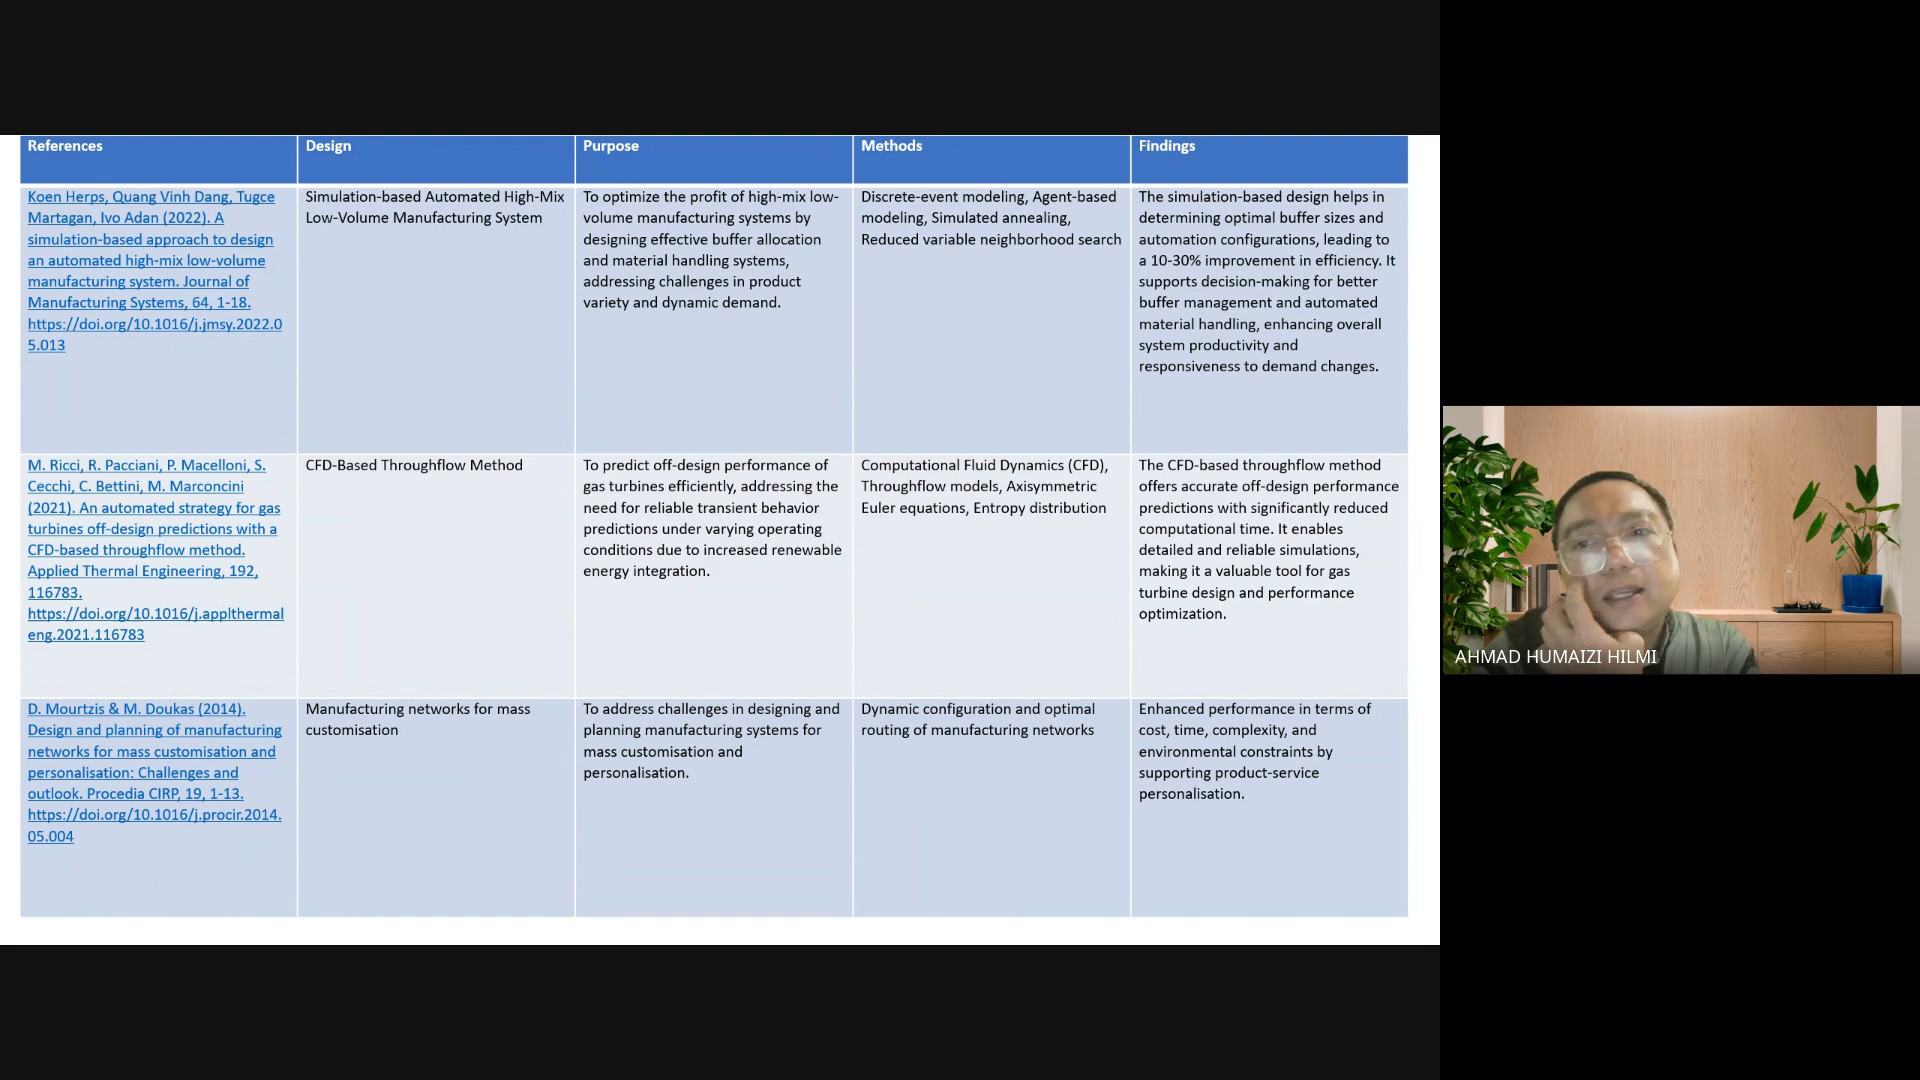 References
Design
Purpose
Methods
Findings
Koen Herps, Quang Vinh Dang, Tugce
Martagan, Ivo Adan (2022). A
simulation-based approach to design
an automated high-mix low-volume
manufacturing system. Journal of
Manufacturing Systems, 64, 1-18.
https://doi.org/10.1016/j.jmsy.2022.0
5.013
Simulation-based Automated High-Mix
Low-Volume Manufacturing System
To optimize the profit of high-mix low-
volume manufacturing systems by
designing effective buffer allocation
and material handling systems,
addressing challenges in product
variety and dynamic demand.
Discrete-event modeling, Agent-based
modeling, Simulated annealing,
Reduced variable neighborhood search
The simulation-based design helps in
determining optimal buffer sizes and
automation configurations, leading to
a 10-30% improvement in efficiency. It
supports decision-making for better
buffer management and automated
material handling, enhancing overall
system productivity and
responsiveness to demand changes.
M. Ricci, R. Pacciani, P. Macelloni, S.
Cecchi, C. Bettini, M. Marconcini
(2021). An automated strategy for gas
turbines off-design predictions with a
CFD-based throughflow method.
Applied Thermal Engineering, 192,
116783.
https://doi.org/10.1016/j.applthermal
eng.2021.116783
CFD-Based Throughflow Method
To predict off-design performance of
gas turbines efficiently, addressing the
need for reliable transient behavior
predictions under varying operating
conditions due to increased renewable
energy integration.
Computational Fluid Dynamics (CFD),
Throughflow models, Axisymmetric
Euler equations, Entropy distribution
The CFD-based throughflow method
offers accurate off-design performance
predictions with significantly reduced
computational time. It enables
detailed and reliable simulations,
making it a valuable tool for gas
turbine design and performance
optimization.
D. Mourtzis & M. Doukas (2014).
Design and planning of manufacturing
networks for mass customisation and
personalisation: Challenges and
outlook. Procedia CIRP, 19, 1-13.
https://doi.org/10.1016/j.procir.2014.
05.004
Manufacturing networks for mass
customisation
To address challenges in designing and
planning manufacturing systems for
mass customisation and
personalisation.
Dynamic configuration and optimal
routing of manufacturing networks
Enhanced performance in terms of
cost, time, complexity, and
environmental constraints by
supporting product-service
personalisation.
AHMAD HUMAIZI HILMI